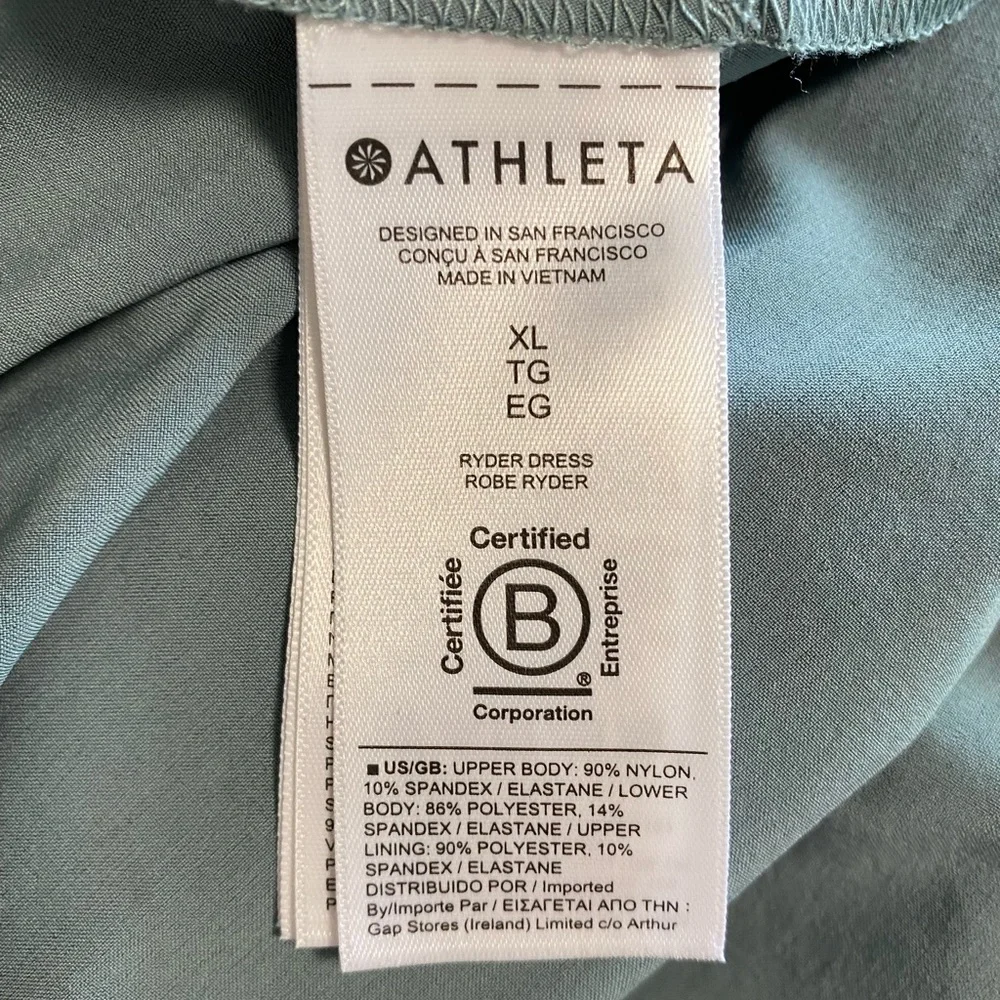 ATHLETA
DESIGNED IN SAN FRANCISCO
CONÇU À SAN FRANCISCO
MADE IN VIETNAM
XL
TG
EG
RYDER DRESS
ROBE RYDER
Certified
Certifiée
B
Entreprise
®
Corporation
US/GB: UPPER BODY: 90% NYLON,
10% SPANDEX / ELASTANE / LOWER
BODY: 86% POLYESTER, 14%
SPANDEX / ELASTANE / UPPER
LINING: 90% POLYESTER, 10%
SPANDEX / ELASTANE
DISTRIBUIDO POR / Imported
By/Importe Par / ΕΙΣΑΓΕΤΑΙ ΑΠΟ ΤΗΝ :
Gap Stores (Ireland) Limited c/o Arthur